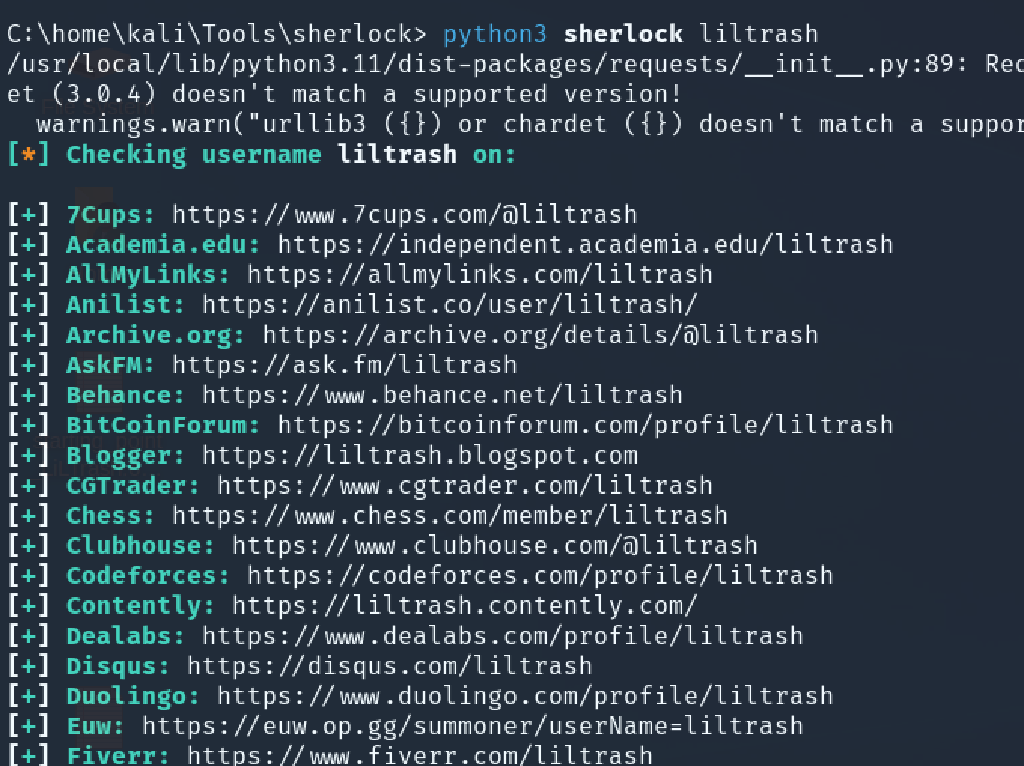 C:\home\kali\Tools\sherlock> python3 sherlock liltrash
/usr/local/lib/python3.11/dist-packages/requests/__init__.py:89: Rec
et (3.0.4) doesn't match a supported version!
  warnings.warn("urllib3 ({}) or chardet ({}) doesn't match a suppor
[*] Checking username liltrash on:

[+] 7Cups: https://www.7cups.com/@liltrash
[+] Academia.edu: https://independent.academia.edu/liltrash
[+] AllMyLinks: https://allmylinks.com/liltrash
[+] Anilist: https://anilist.co/user/liltrash/
[+] Archive.org: https://archive.org/details/@liltrash
[+] AskFM: https://ask.fm/liltrash
[+] Behance: https://www.behance.net/liltrash
[+] BitCoinForum: https://bitcoinforum.com/profile/liltrash
[+] Blogger: https://liltrash.blogspot.com
[+] CGTrader: https://www.cgtrader.com/liltrash
[+] Chess: https://www.chess.com/member/liltrash
[+] Clubhouse: https://www.clubhouse.com/@liltrash
[+] Codeforces: https://codeforces.com/profile/liltrash
[+] Contently: https://liltrash.contently.com/
[+] Dealabs: https://www.dealabs.com/profile/liltrash
[+] Disqus: https://disqus.com/liltrash
[+] Duolingo: https://www.duolingo.com/profile/liltrash
[+] Euw: https://euw.op.gg/summoner/userName=liltrash
[+] Fiverr: https://www.fiverr.com/liltrash